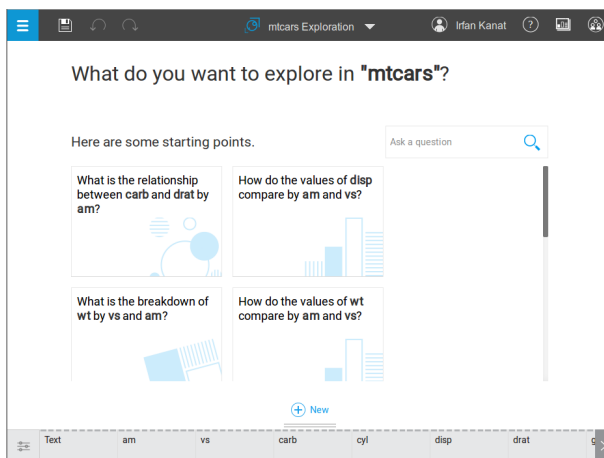 mtcars Exploration
Irfan Kanat
?
What do you want to explore in "mtcars"?
Here are some starting points.
Ask a question
What is the relationship
between carb and drat by
am?
How do the values of disp
compare by am and vs?
What is the breakdown of
wt by vs and am?
How do the values of wt
compare by am and vs?
New
Text am vs carb cyl disp drat